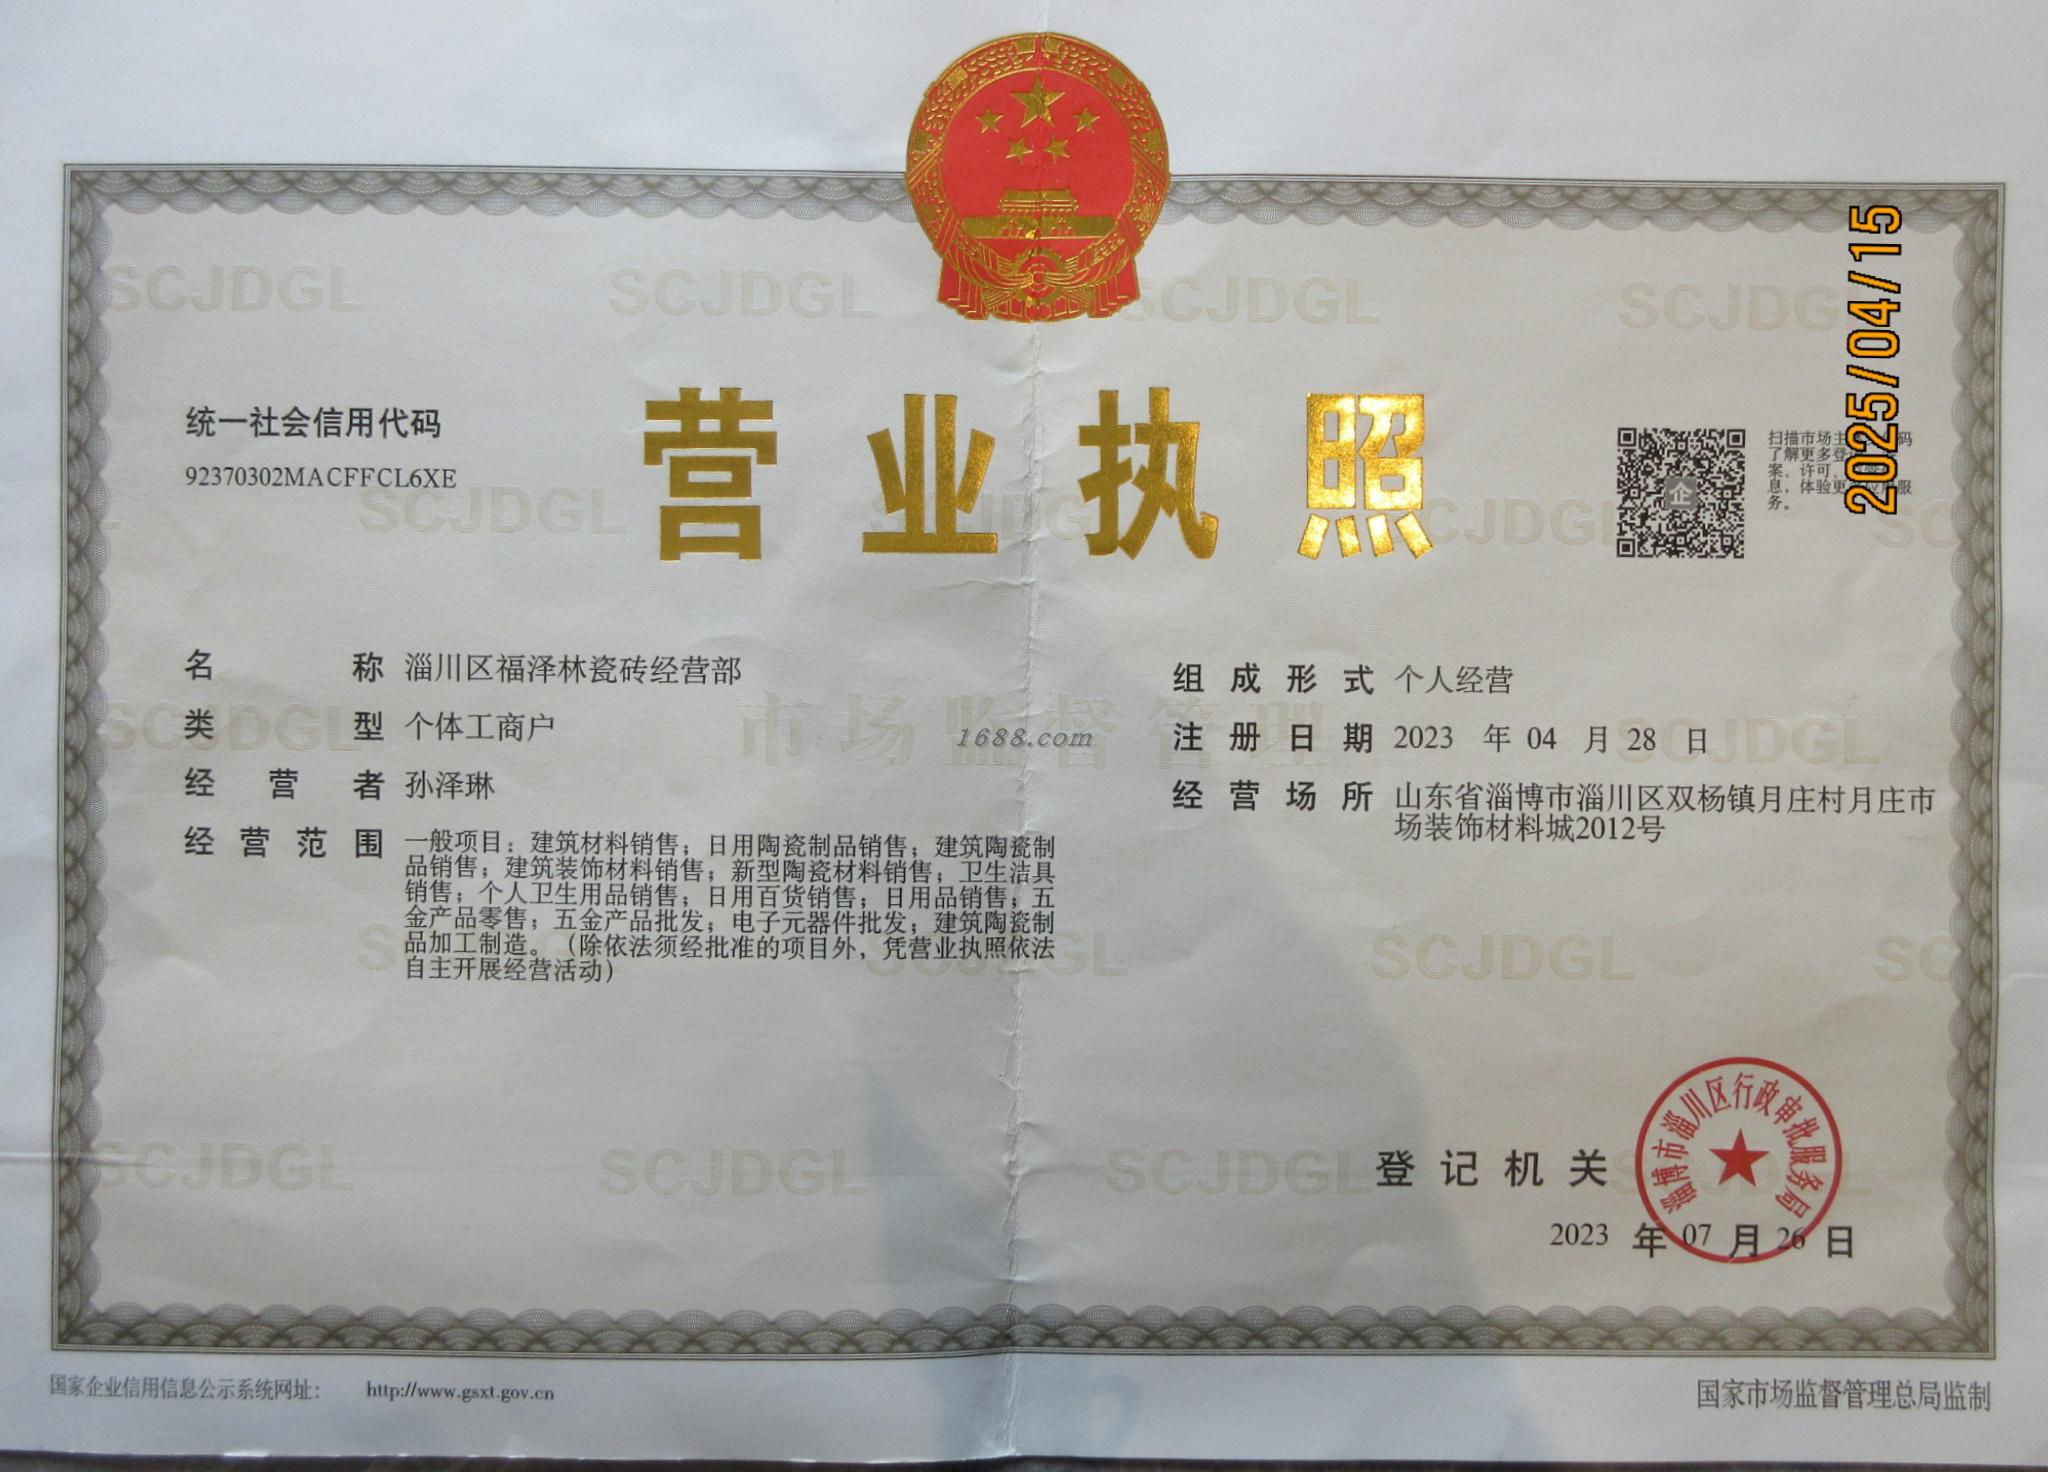 2025/04/15
统一社会信用代码
92370302MACFFCL6XE
营业执照
扫描市场主 码
了解更多登
案、许可、
息，体验更 服
务。
名称 淄川区福泽林瓷砖经营部
类型 个体工商户
经营者 孙泽琳
经营范围 一般项目：建筑材料销售；日用陶瓷制品销售；建筑陶瓷制
品销售；建筑装饰材料销售；新型陶瓷材料销售；卫生洁具
销售；个人卫生用品销售；日用百货销售；日用品销售；五
金产品零售；五金产品批发；电子元器件批发；建筑陶瓷制
品加工制造。（除依法须经批准的项目外，凭营业执照依法
自主开展经营活动）
组成形式 个人经营
注册日期 2023 年 04 月 28 日
经营场所 山东省淄博市淄川区双杨镇月庄村月庄市
场装饰材料城2012号
市场监督管理
1688.com
SCJDGL
登记机关
淄博市淄川区行政审批服务局
2023 年 07 月 26 日
国家企业信用信息公示系统网址： http://www.gsxt.gov.cn
国家市场监督管理总局监制